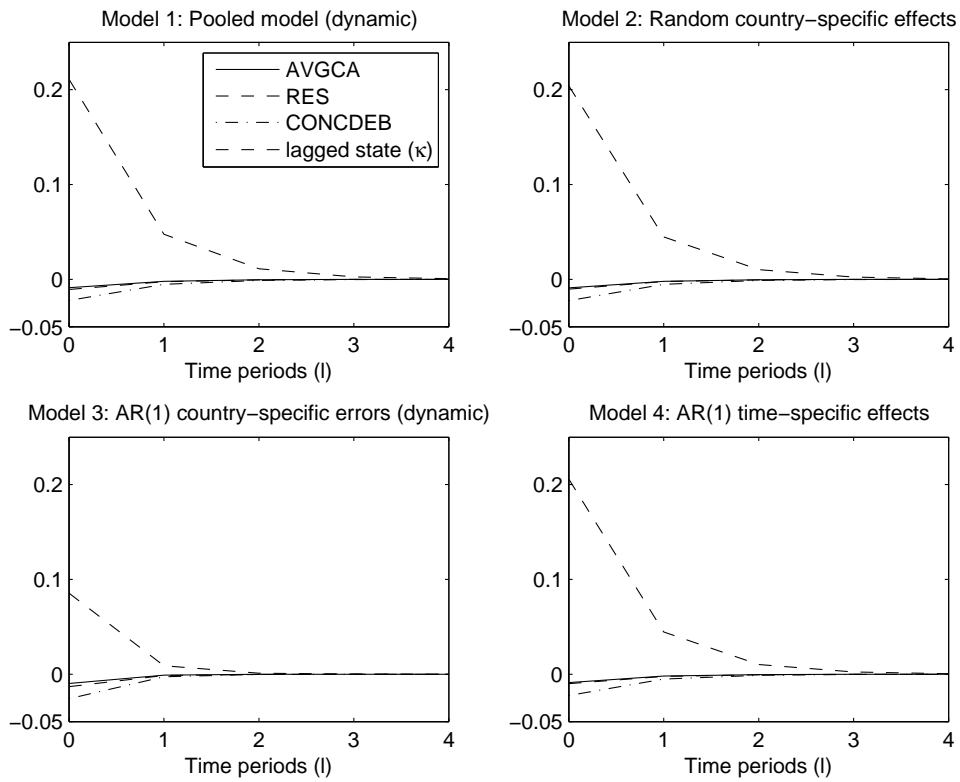 Model 1: Pooled model (dynamic)
0.2
0.1
0
−0.05
0 1 2 3 4
Time periods (l)
AVGCA
RES
CONCDEB
lagged state (κ)
Model 2: Random country−specific effects
0.2
0.1
0
−0.05
0 1 2 3 4
Time periods (l)
Model 3: AR(1) country−specific errors (dynamic)
0.2
0.1
0
−0.05
0 1 2 3 4
Time periods (l)
Model 4: AR(1) time−specific effects
0.2
0.1
0
−0.05
0 1 2 3 4
Time periods (l)